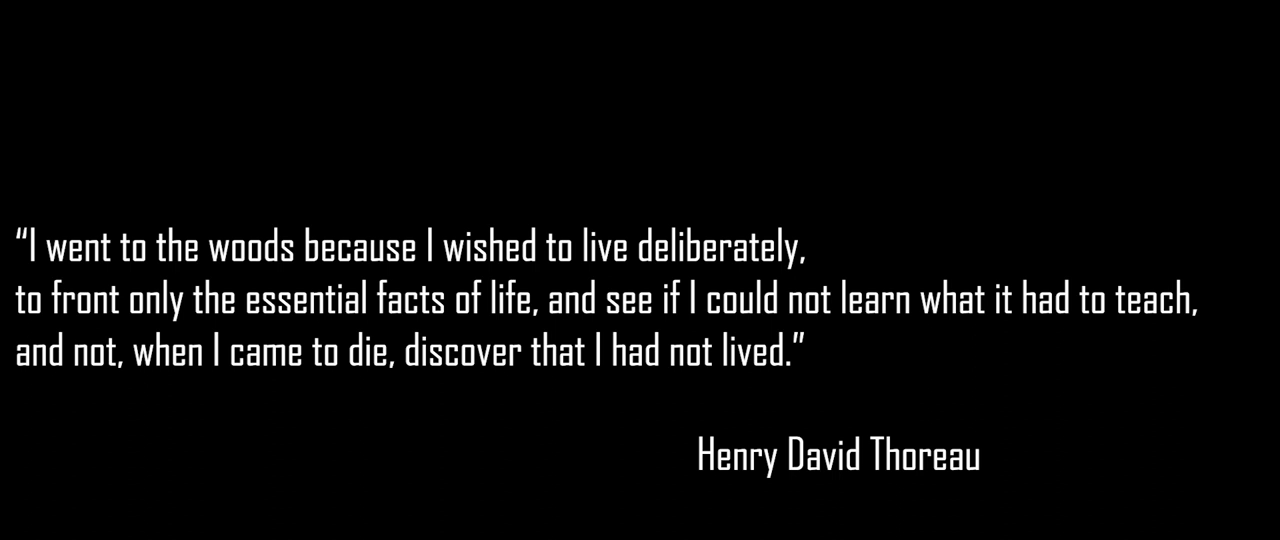 “I went to the woods because I wished to live deliberately,
to front only the essential facts of life, and see if I could not learn what it had to teach,
and not, when I came to die, discover that I had not lived.”
Henry David Thoreau